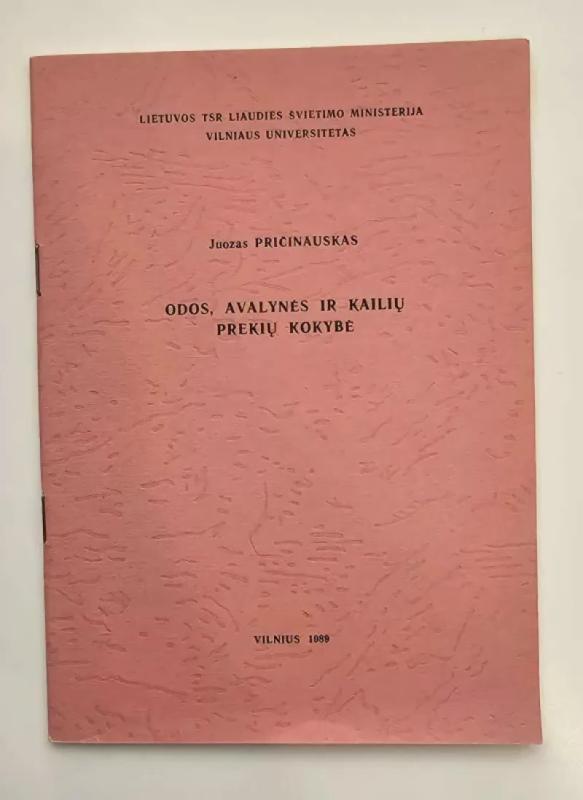 LIETUVOS TSR LIAUDIES ŠVIETIMO MINISTERIJA
VILNIAUS UNIVERSITETAS
Juozas PRIČINAUSKAS
ODOS, AVALYNĖS IR KAILIŲ
PREKIŲ KOKYBĖ
VILNIUS 1989